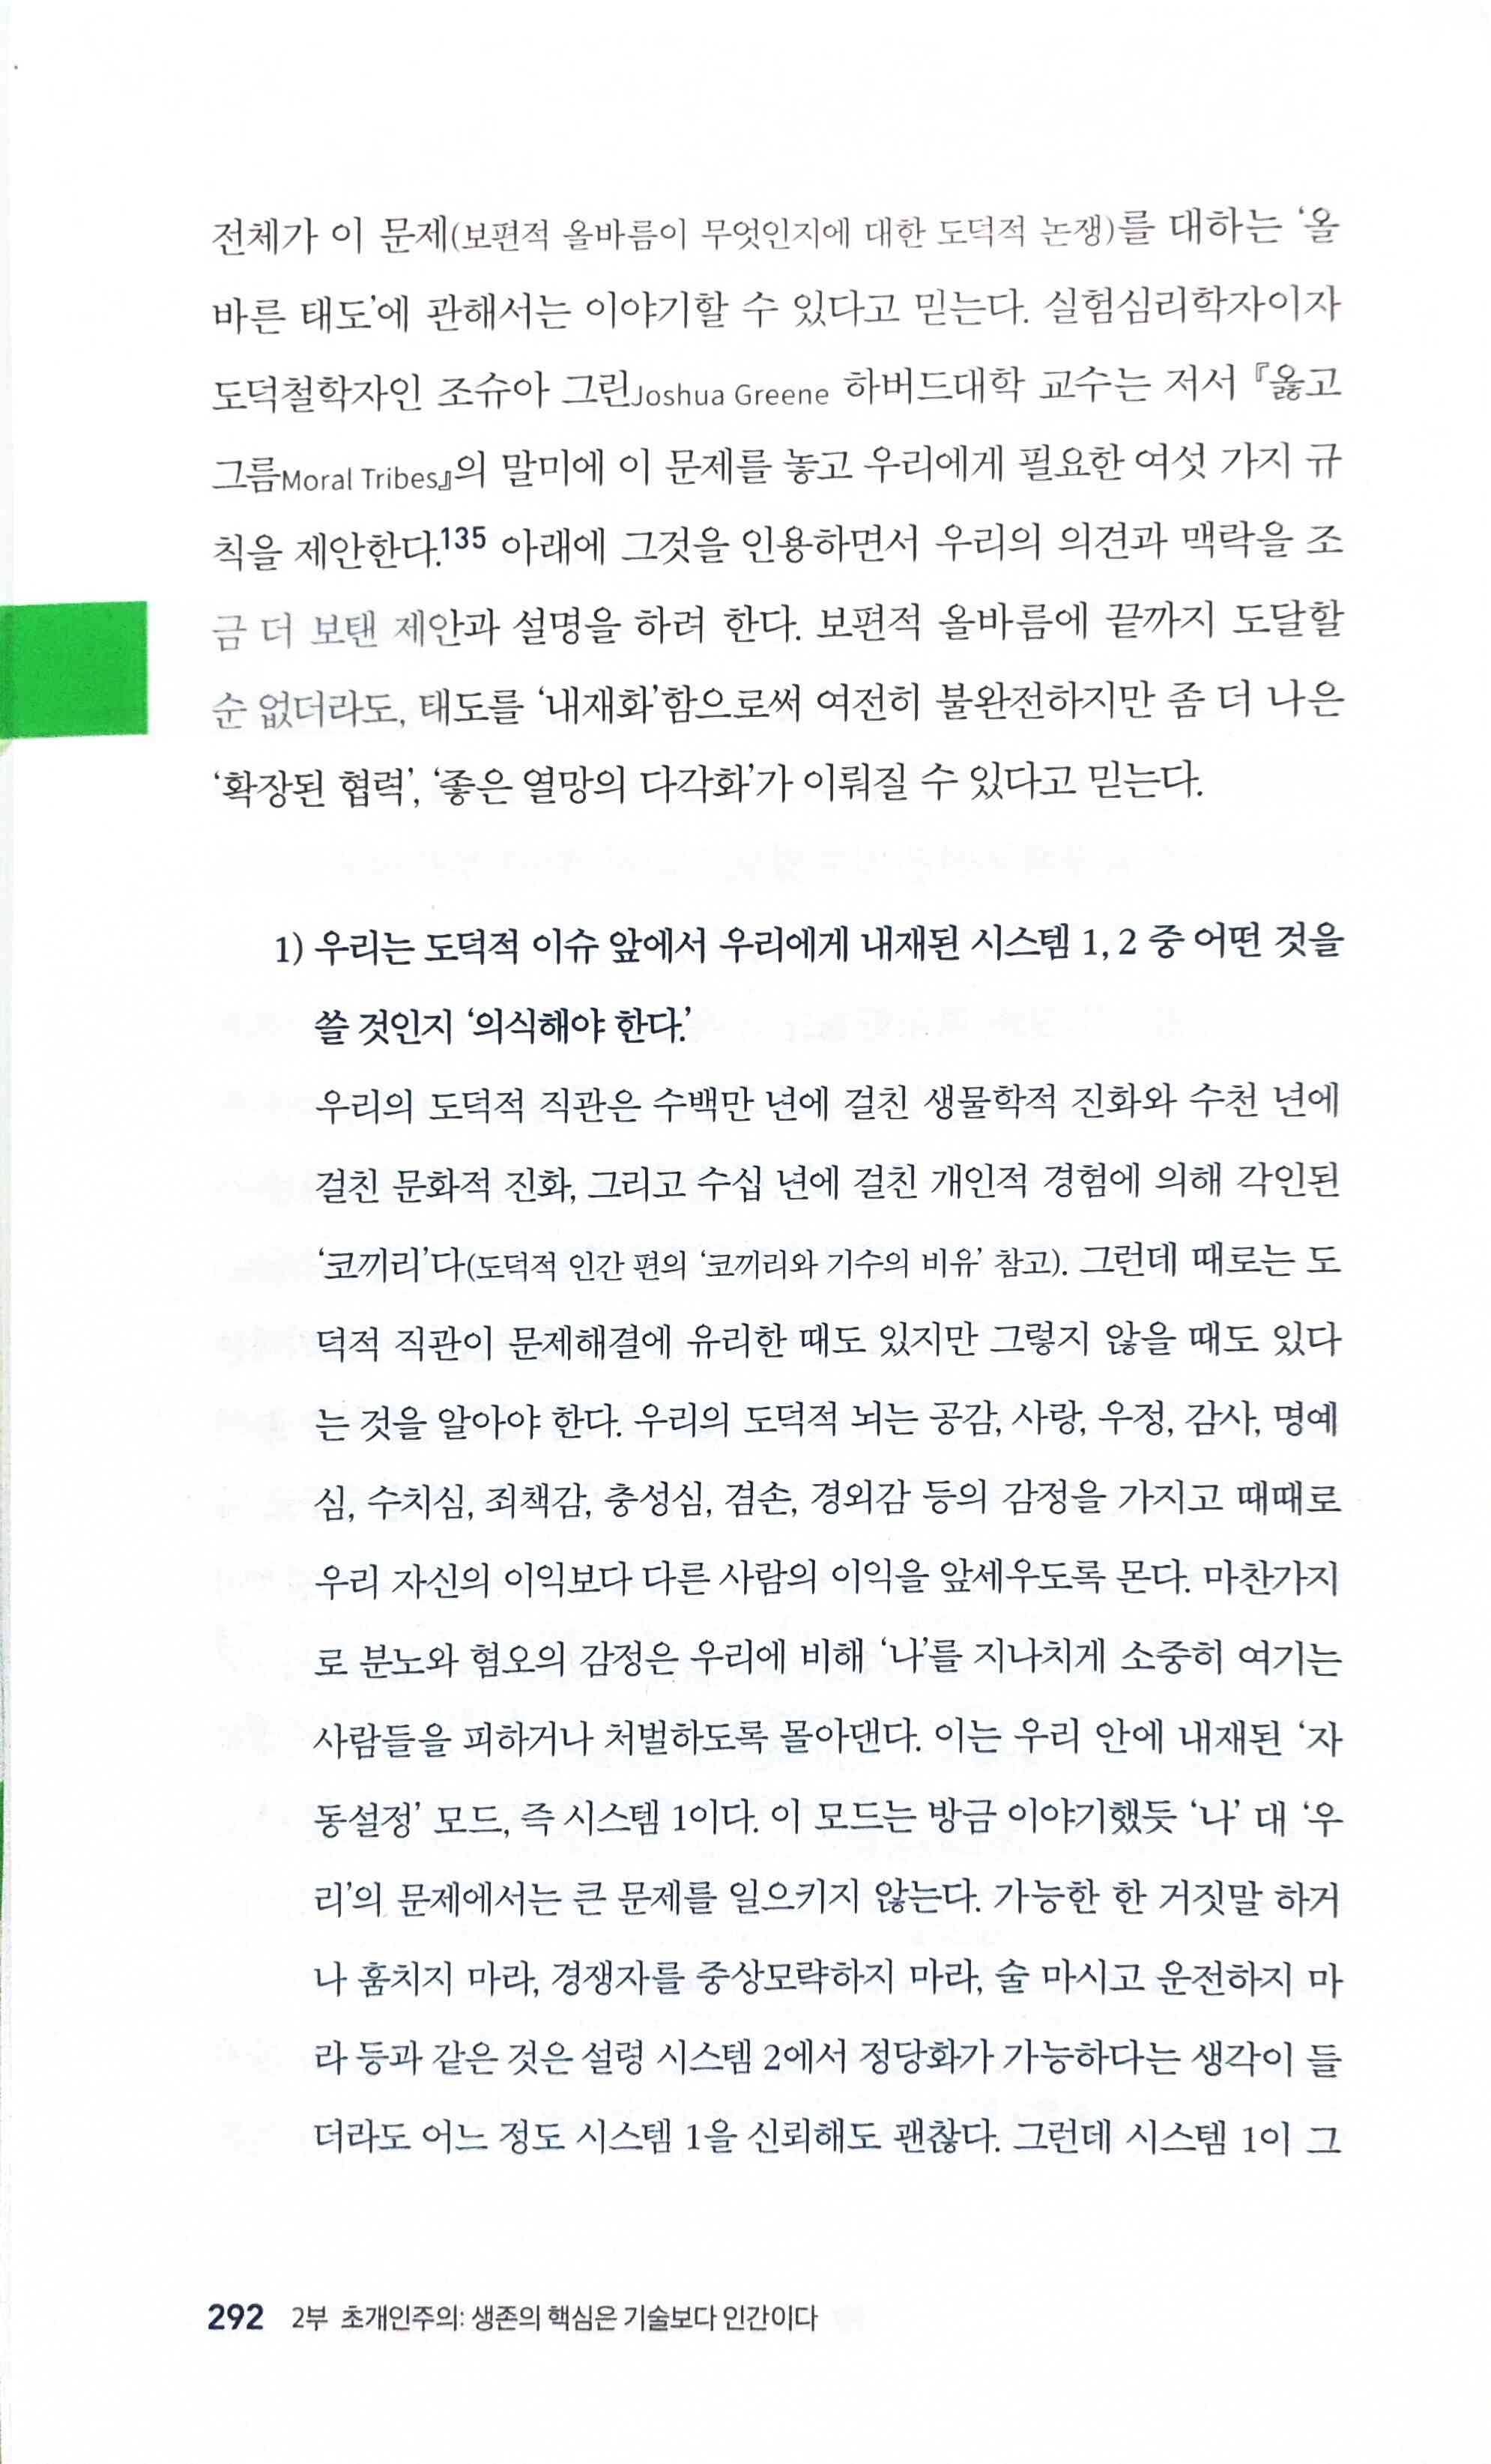 전체가 이 문제(보편적 올바름이 무엇인지에 대한 도덕적 논쟁)를 대하는 ‘올
바른 태도’에 관해서는 이야기할 수 있다고 믿는다. 실험심리학자이자
도덕철학자인 조슈아 그린Joshua Greene 하버드대학 교수는 저서 『옳고
그름Moral Tribes』의 말미에 이 문제를 놓고 우리에게 필요한 여섯 가지 규
칙을 제안한다.135 아래에 그것을 인용하면서 우리의 의견과 맥락을 조
금 더 보탠 제안과 설명을 하려 한다. 보편적 올바름에 끝까지 도달할
순 없더라도, 태도를 ‘내재화’함으로써 여전히 불완전하지만 좀 더 나은
‘확장된 협력’, ‘좋은 열망의 다각화’가 이뤄질 수 있다고 믿는다.
1) 우리는 도덕적 이슈 앞에서 우리에게 내재된 시스템 1, 2 중 어떤 것을
쓸 것인지 ‘의식해야 한다.’
우리의 도덕적 직관은 수백만 년에 걸친 생물학적 진화와 수천 년에
걸친 문화적 진화, 그리고 수십 년에 걸친 개인적 경험에 의해 각인된
‘코끼리’다(도덕적 인간 편의 ‘코끼리와 기수의 비유’ 참고). 그런데 때로는 도
덕적 직관이 문제해결에 유리한 때도 있지만 그렇지 않을 때도 있다
는 것을 알아야 한다. 우리의 도덕적 뇌는 공감, 사랑, 우정, 감사, 명예
심, 수치심, 죄책감, 충성심, 겸손, 경외감 등의 감정을 가지고 때때로
우리 자신의 이익보다 다른 사람의 이익을 앞세우도록 몬다. 마찬가지
로 분노와 혐오의 감정은 우리에 비해 ‘나’를 지나치게 소중히 여기는
사람들을 피하거나 처벌하도록 몰아댄다. 이는 우리 안에 내재된 ‘자
동설정’ 모드, 즉 시스템 1이다. 이 모드는 방금 이야기했듯 ‘나’ 대 ‘우
리’의 문제에서는 큰 문제를 일으키지 않는다. 가능한 한 거짓말 하거
나 훔치지 마라, 경쟁자를 중상모략하지 마라, 술 마시고 운전하지 마
라 등과 같은 것은 설령 시스템 2에서 정당화가 가능하다는 생각이 들
더라도 어느 정도 시스템 1을 신뢰해도 괜찮다. 그런데 시스템 1이 그
292 2부 초개인주의: 생존의 핵심은 기술보다 인간이다